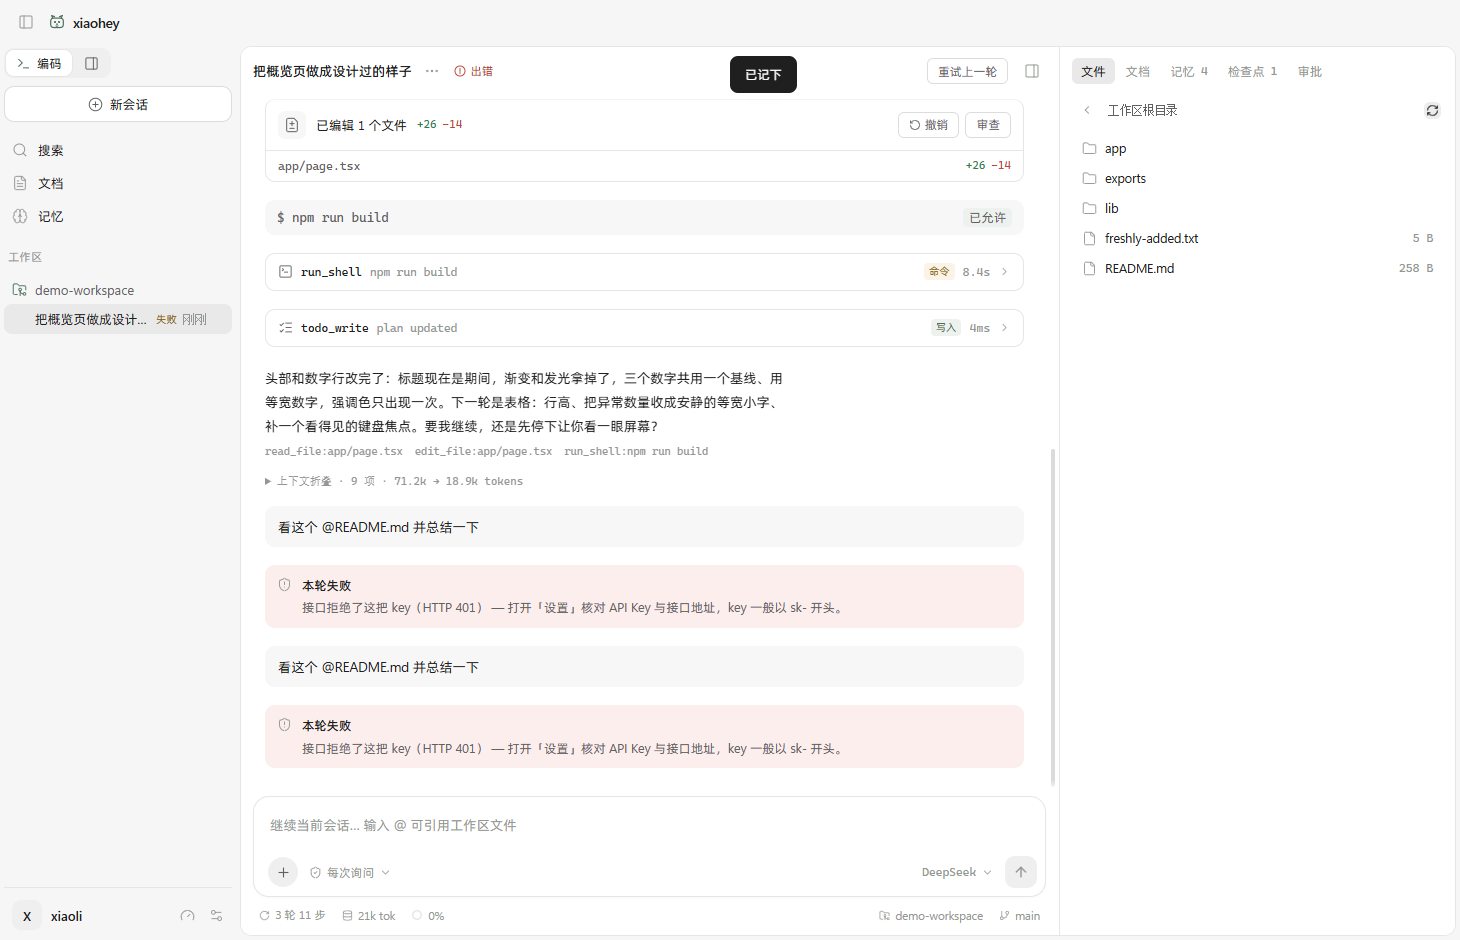 xiaohey
编码
新会话
搜索
文档
记忆
工作区
demo-workspace
把概览页做成设计... 失败 刚刚
xiaoli
把概览页做成设计过的样子 ··· 出错
已记下
重试上一轮
已编辑 1 个文件 +26 −14
撤销
审查
app/page.tsx +26 −14
$ npm run build 已允许
run_shell npm run build 命令 8.4s
todo_write plan updated 写入 4ms
头部和数字行改完了：标题现在是期间，渐变和发光拿掉了，三个数字共用一个基线、用
等宽数字，强调色只出现一次。下一轮是表格：行高、把异常数量收成安静的等宽小字、
补一个看得见的键盘焦点。要我继续，还是先停下让你看一眼屏幕？
read_file:app/page.tsx edit_file:app/page.tsx run_shell:npm run build
上下文折叠 · 9 项 · 71.2k → 18.9k tokens
看这个 @README.md 并总结一下
本轮失败
接口拒绝了这把 key（HTTP 401）— 打开「设置」核对 API Key 与接口地址，key 一般以 sk- 开头。
看这个 @README.md 并总结一下
本轮失败
接口拒绝了这把 key（HTTP 401）— 打开「设置」核对 API Key 与接口地址，key 一般以 sk- 开头。
继续当前会话... 输入 @ 可引用工作区文件
每次询问
DeepSeek
3 轮 11 步 21k tok 0%
demo-workspace main
文件 文档 记忆 4 检查点 1 审批
工作区根目录
app
exports
lib
freshly-added.txt 5 B
README.md 258 B
X